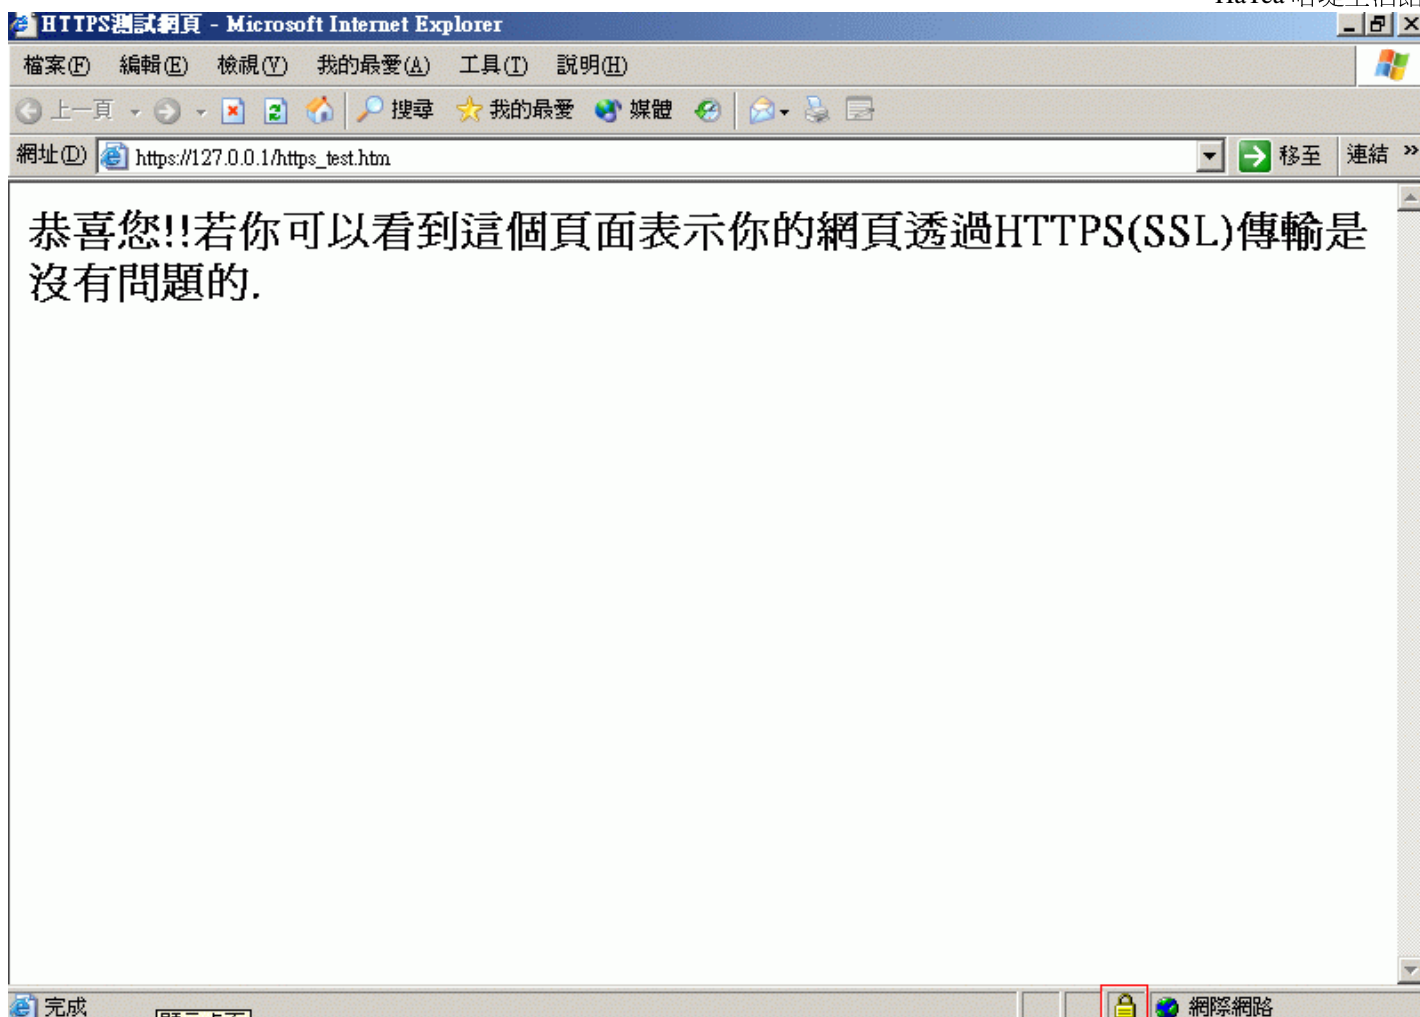 HTTPS測試網頁 - Microsoft Internet Explorer
檔案(F) 編輯(E) 檢視(V) 我的最愛(A) 工具(T) 說明(H)
上一頁 搜尋 我的最愛 媒體
網址(D) https://127.0.0.1/https_test.htm 移至 連結 »
恭喜您!!若你可以看到這個頁面表示你的網頁透過HTTPS(SSL)傳輸是
沒有問題的.
完成 網際網路